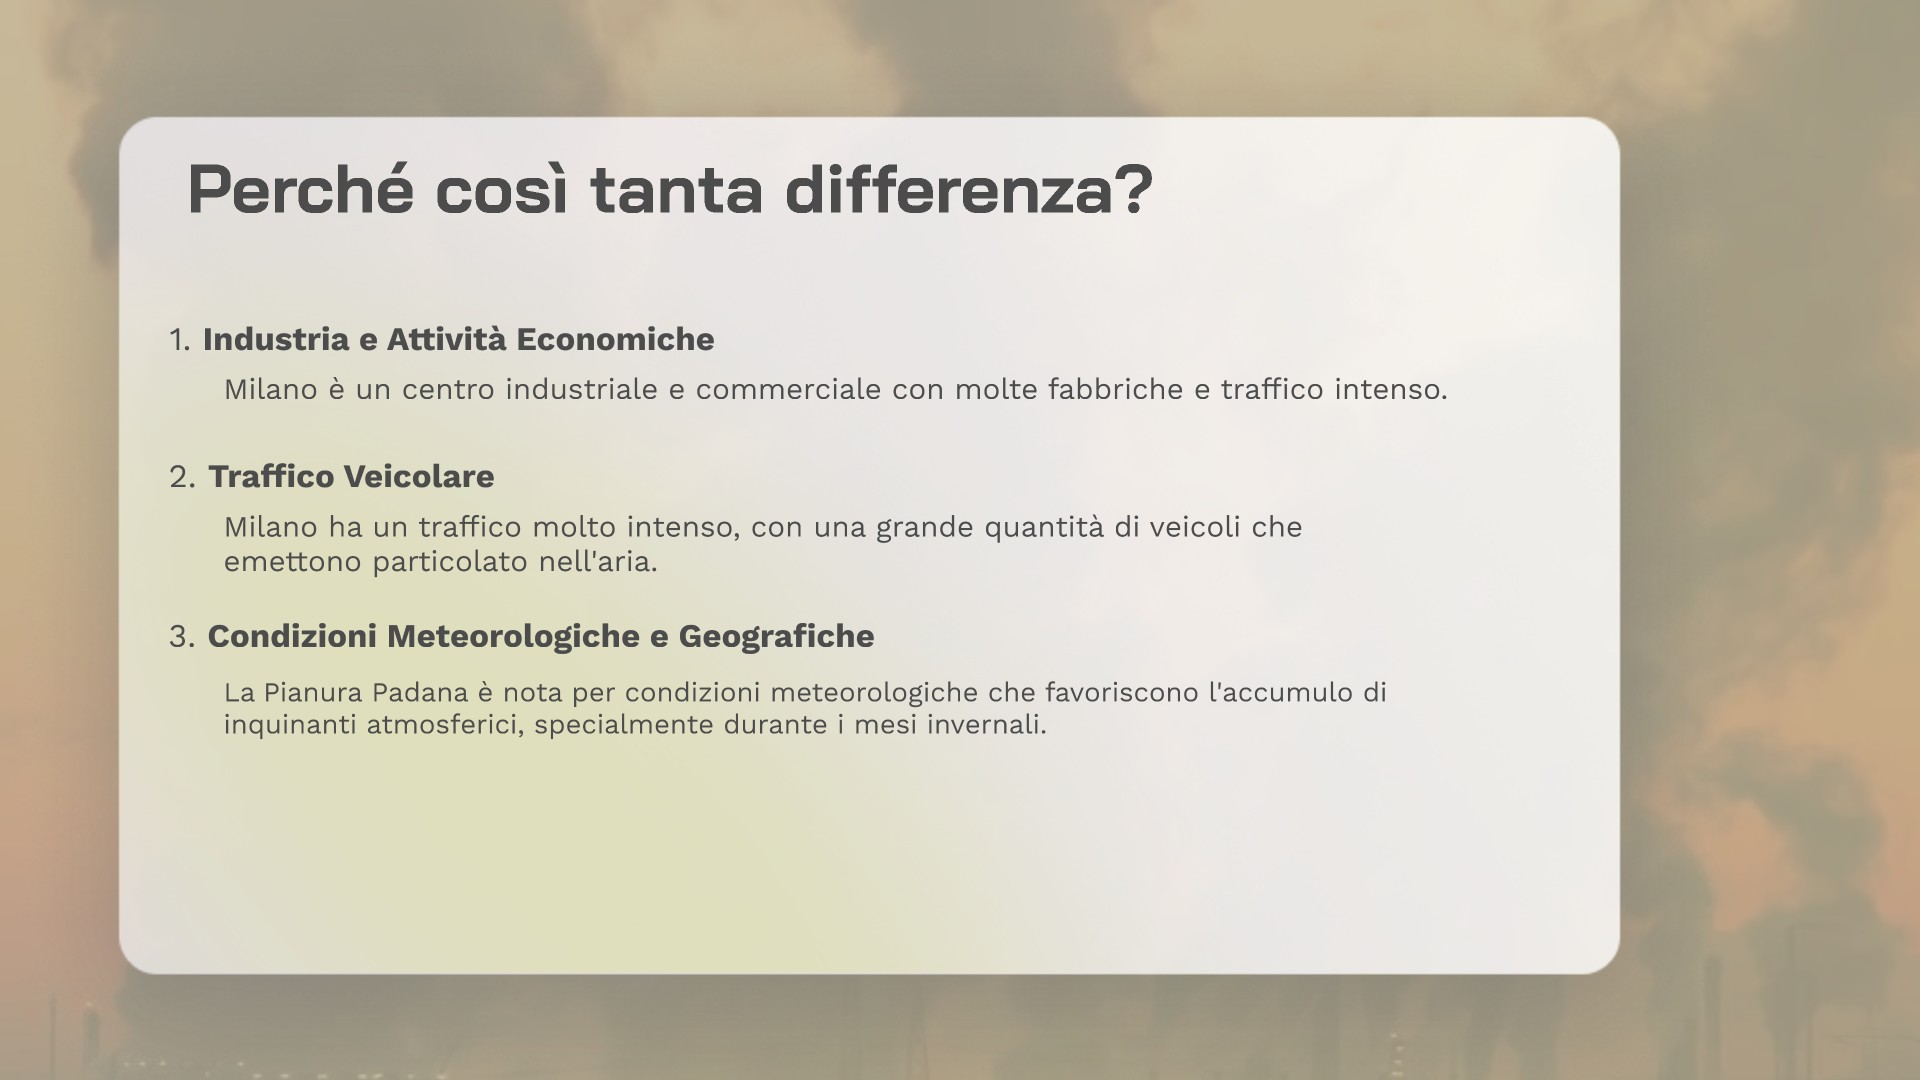 Perché così tanta differenza?
1. Industria e Attività Economiche
Milano è un centro industriale e commerciale con molte fabbriche e traffico intenso.
2. Traffico Veicolare
Milano ha un traffico molto intenso, con una grande quantità di veicoli che
emettono particolato nell'aria.
3. Condizioni Meteorologiche e Geografiche
La Pianura Padana è nota per condizioni meteorologiche che favoriscono l'accumulo di
inquinanti atmosferici, specialmente durante i mesi invernali.